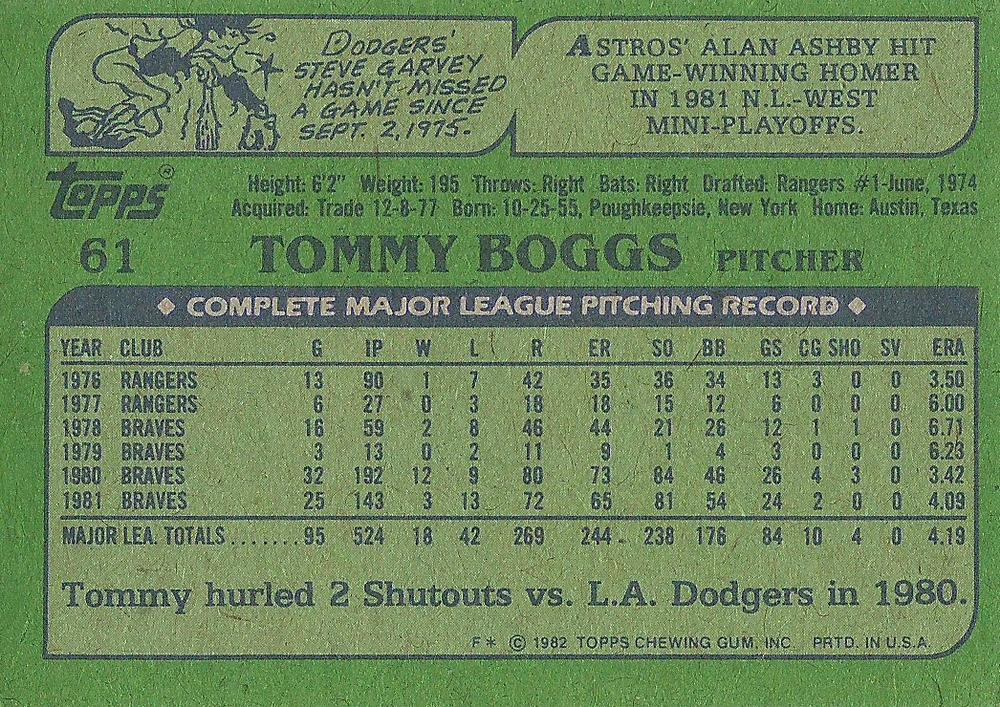 DODGERS'
STEVE GARVEY
HASN'T MISSED
A GAME SINCE
SEPT. 2, 1975.
ASTROS' ALAN ASHBY HIT
GAME-WINNING HOMER
IN 1981 N.L.-WEST
MINI-PLAYOFFS.
TOPPS®
Height: 6'2" Weight: 195 Throws: Right Bats: Right Drafted: Rangers #1-June, 1974
Acquired: Trade 12-8-77 Born: 10-25-55, Poughkeepsie, New York Home: Austin, Texas
61 TOMMY BOGGS PITCHER
◆ COMPLETE MAJOR LEAGUE PITCHING RECORD ◆
YEAR CLUB G IP W L R ER SO BB GS CG SHO SV ERA
1976 RANGERS 13 90 1 7 42 35 36 34 13 3 0 0 3.50
1977 RANGERS 6 27 0 3 18 18 15 12 6 0 0 0 6.00
1978 BRAVES 16 59 2 8 46 44 21 26 12 1 1 0 6.71
1979 BRAVES 3 13 0 2 11 9 1 4 3 0 0 0 6.23
1980 BRAVES 32 192 12 9 80 73 84 46 26 4 3 0 3.42
1981 BRAVES 25 143 3 13 72 65 81 54 24 2 0 0 4.09
MAJOR LEA. TOTALS.......95 524 18 42 269 244 238 176 84 10 4 0 4.19
Tommy hurled 2 Shutouts vs. L.A. Dodgers in 1980.
F* © 1982 TOPPS CHEWING GUM, INC. PRTD. IN U.S.A.